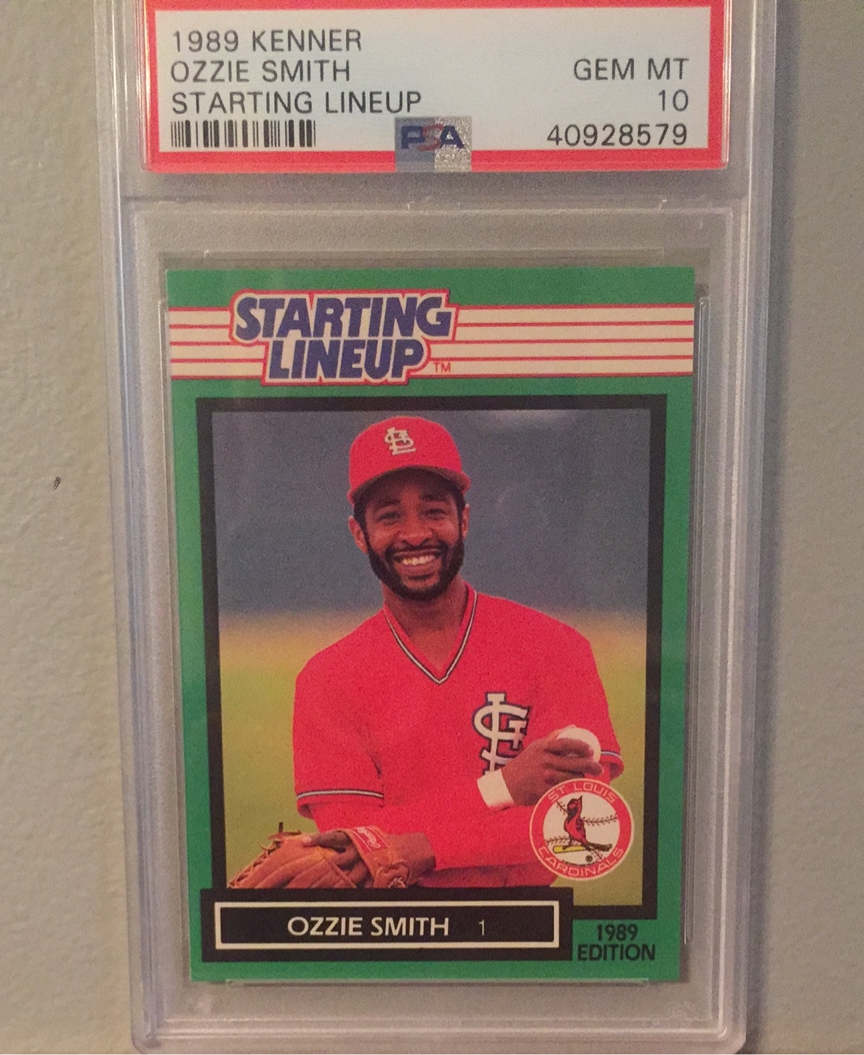 1989 KENNER
OZZIE SMITH GEM MT
STARTING LINEUP 10
PSA 40928579
STARTING
LINEUP TM
STL
STL
ST. LOUIS
CARDINALS
OZZIE SMITH 1
1989
EDITION